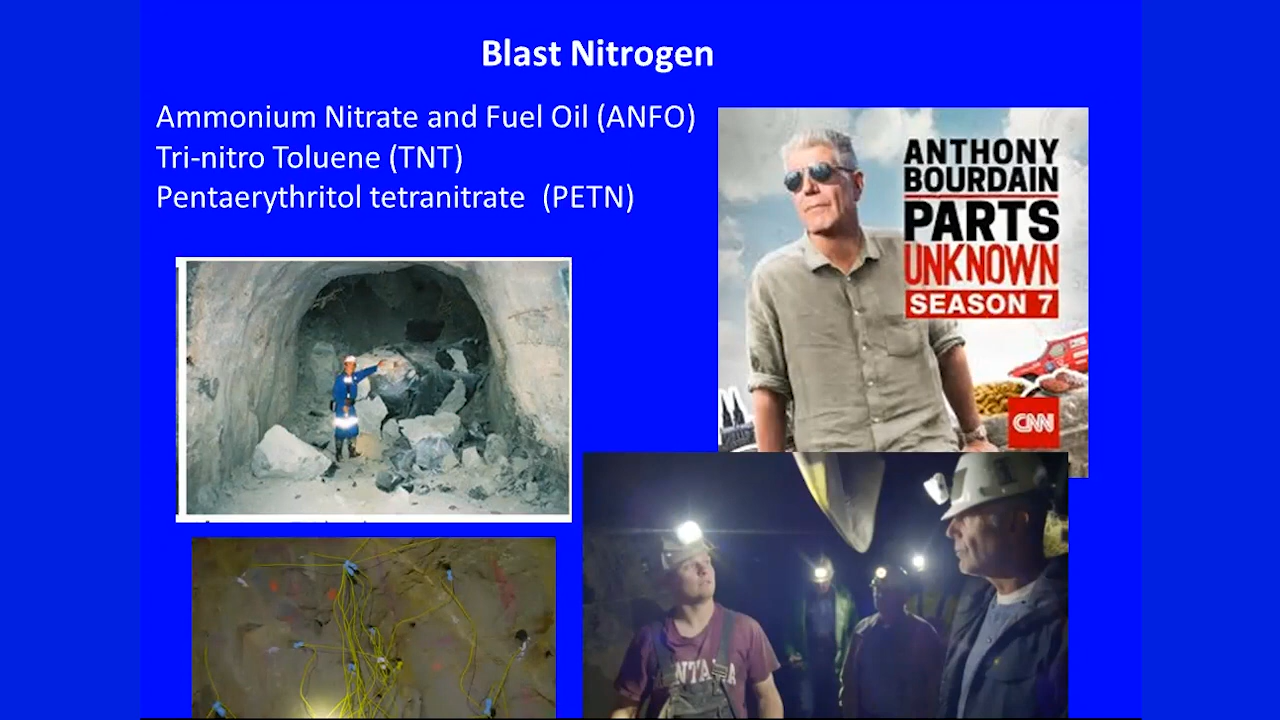 Blast Nitrogen
Ammonium Nitrate and Fuel Oil (ANFO)
Tri-nitro Toluene (TNT)
Pentaerythritol tetranitrate (PETN)
ANTHONY
BOURDAIN
PARTS
UNKNOWN
SEASON 7
CNN